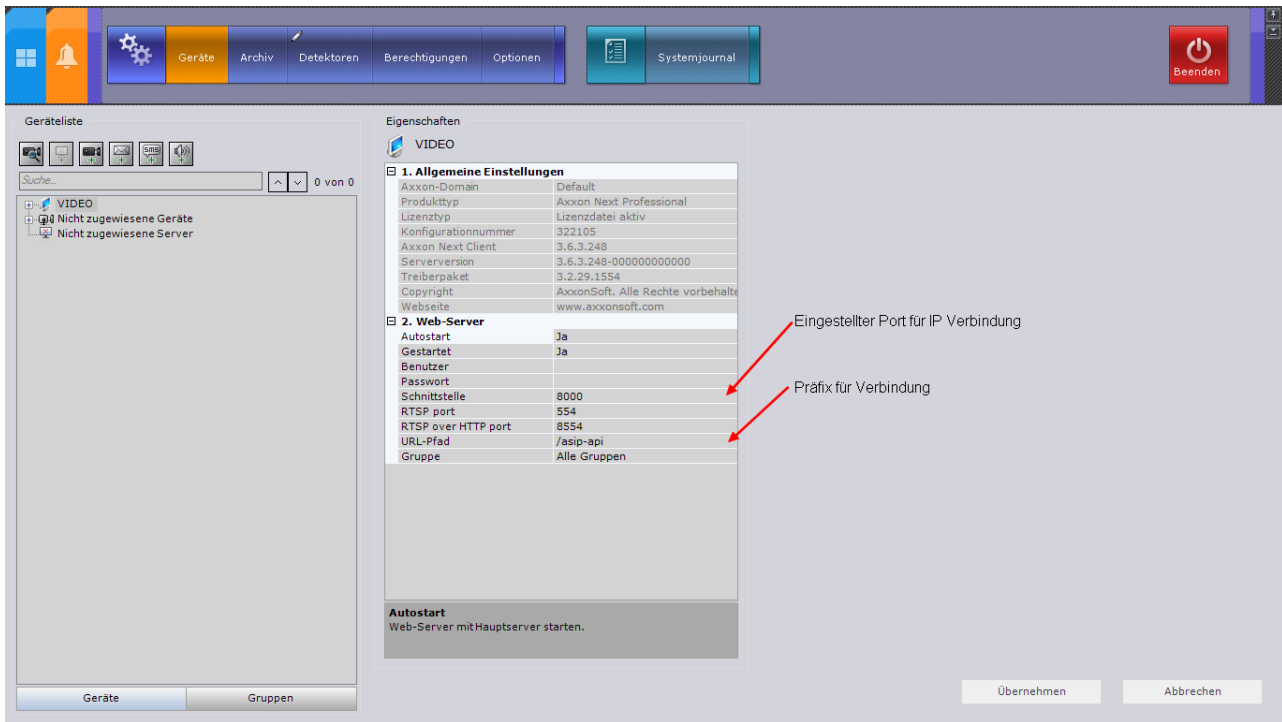 Geräte
Archiv
Detektoren
Berechtigungen
Optionen
Systemjournal
Beenden
Geräteliste
sms
Suche...
0 von 0
VIDEO
Nicht zugewiesene Geräte
Nicht zugewiesene Server
Geräte
Gruppen
Eigenschaften
VIDEO
1. Allgemeine Einstellungen
Axxon-Domain Default
Produkttyp Axxon Next Professional
Lizenztyp Lizenzdatei aktiv
Konfigurationnummer 322105
Axxon Next Client 3.6.3.248
Serverversion 3.6.3.248-000000000000
Treiberpaket 3.2.29.1554
Copyright AxxonSoft. Alle Rechte vorbehalte
Webseite www.axxonsoft.com
2. Web-Server
Autostart Ja
Gestartet Ja
Benutzer
Passwort
Schnittstelle 8000
RTSP port 554
RTSP over HTTP port 8554
URL-Pfad /asip-api
Gruppe Alle Gruppen
Autostart
Web-Server mit Hauptserver starten.
Eingestellter Port für IP Verbindung
Präfix für Verbindung
Übernehmen
Abbrechen